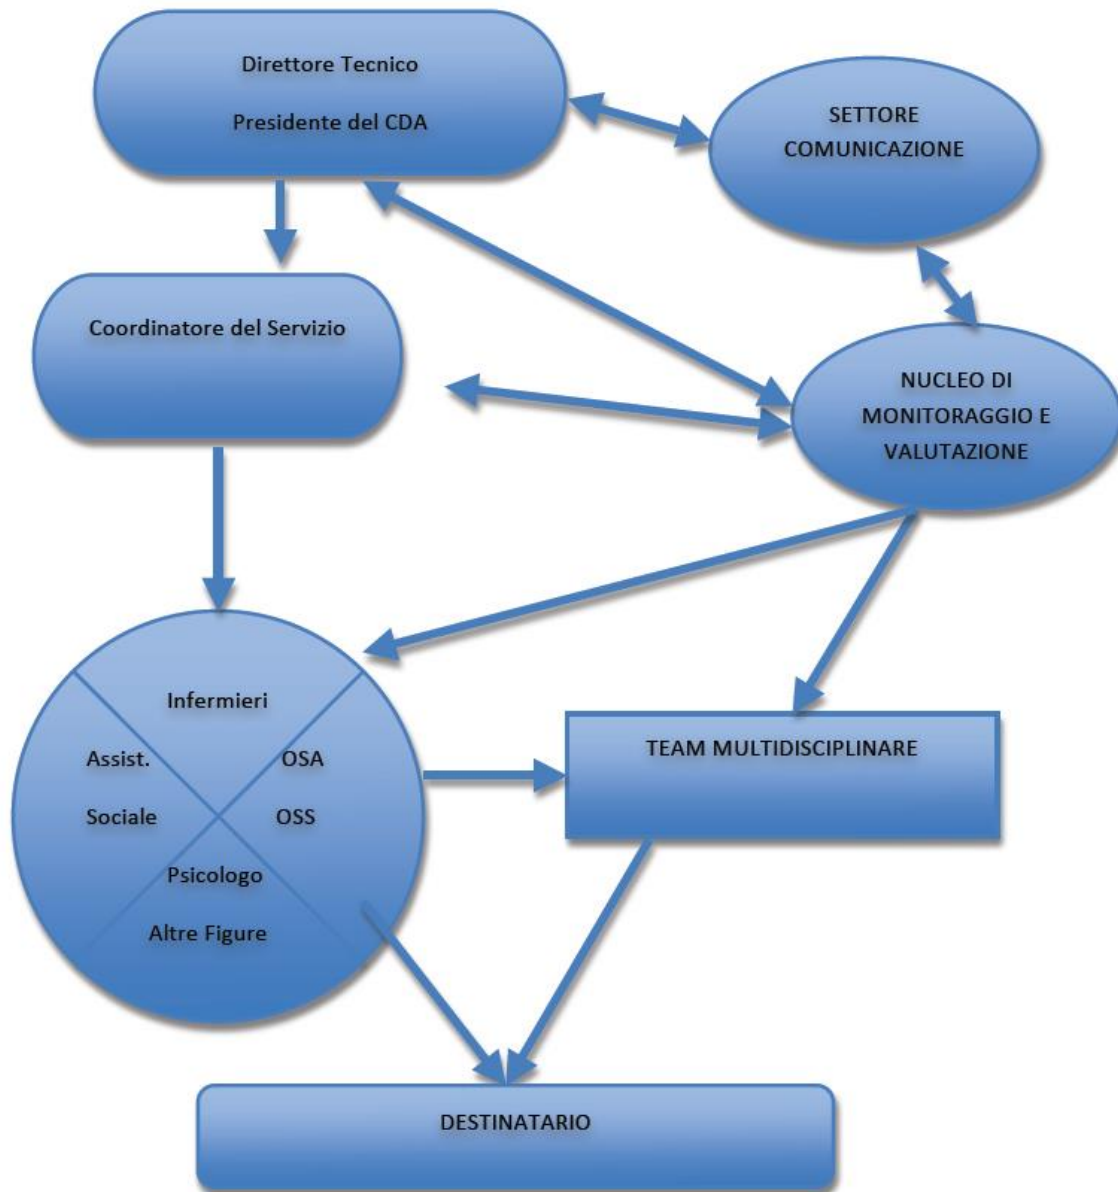 Direttore Tecnico
Presidente del CDA
SETTORE
COMUNICAZIONE
Coordinatore del Servizio
NUCLEO DI
MONITORAGGIO E
VALUTAZIONE
Infermieri
Assist.
OSA
Sociale
OSS
Psicologo
Altre Figure
TEAM MULTIDISCIPLINARE
DESTINATARIO